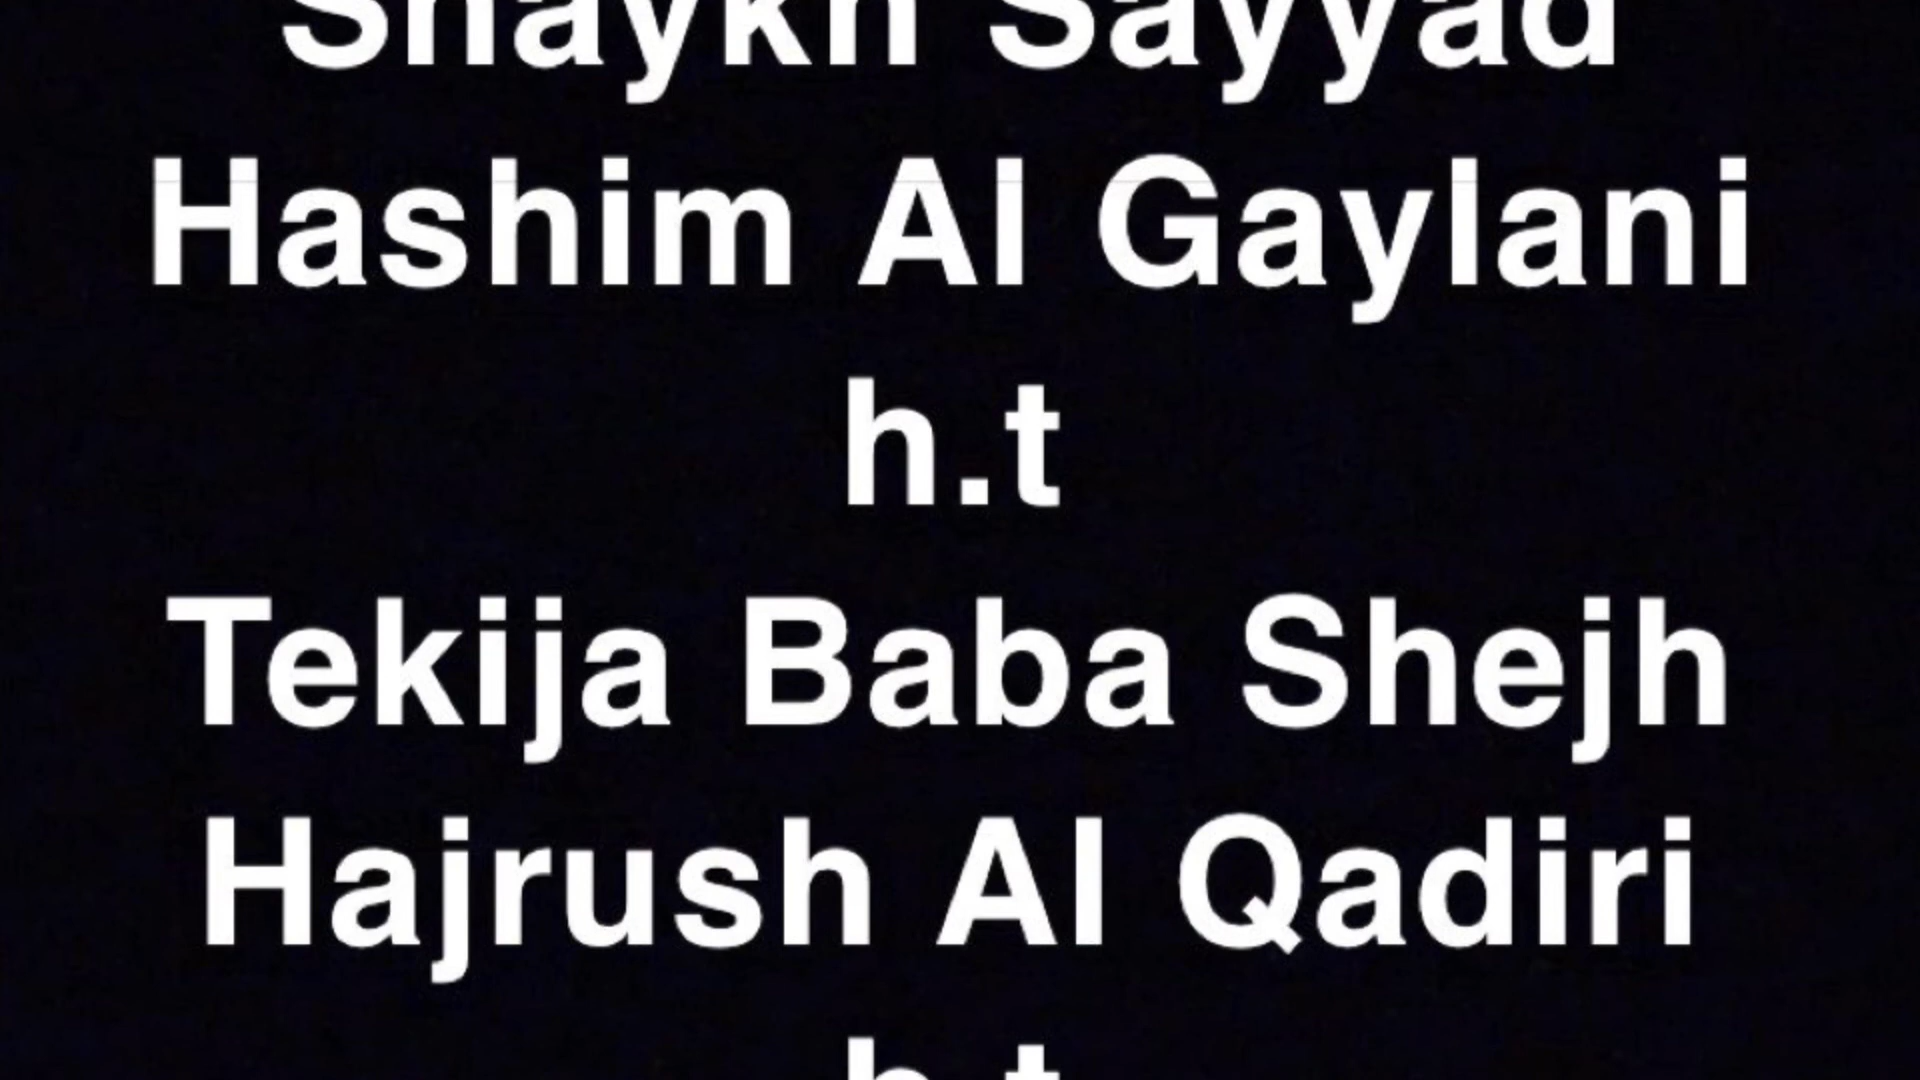 Shaykh Sayyad
Hashim Al Gaylani
h.t
Tekija Baba Shejh
Hajrush Al Qadiri
h.t